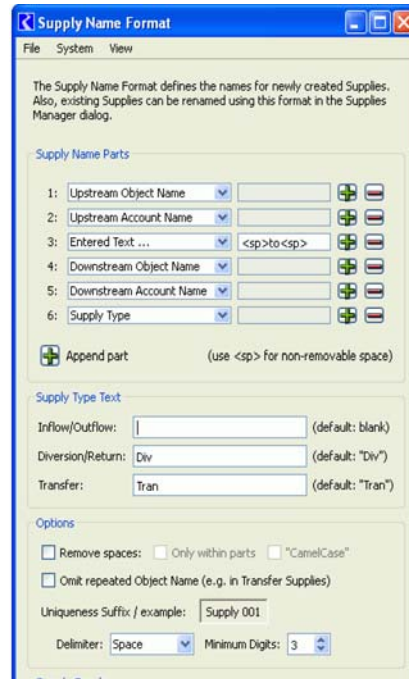 Supply Name Format
File System View
The Supply Name Format defines the names for newly created Supplies.
Also, existing Supplies can be renamed using this format in the Supplies
Manager dialog.
Supply Name Parts
1: Upstream Object Name
2: Upstream Account Name
3: Entered Text ... <sp>to<sp>
4: Downstream Object Name
5: Downstream Account Name
6: Supply Type
Append part (use <sp> for non-removable space)
Supply Type Text
Inflow/Outflow: (default: blank)
Diversion/Return: Div (default: "Div")
Transfer: Tran (default: "Tran")
Options
Remove spaces: Only within parts "CamelCase"
Omit repeated Object Name (e.g. in Transfer Supplies)
Uniqueness Suffix / example: Supply 001
Delimiter: Space Minimum Digits: 3